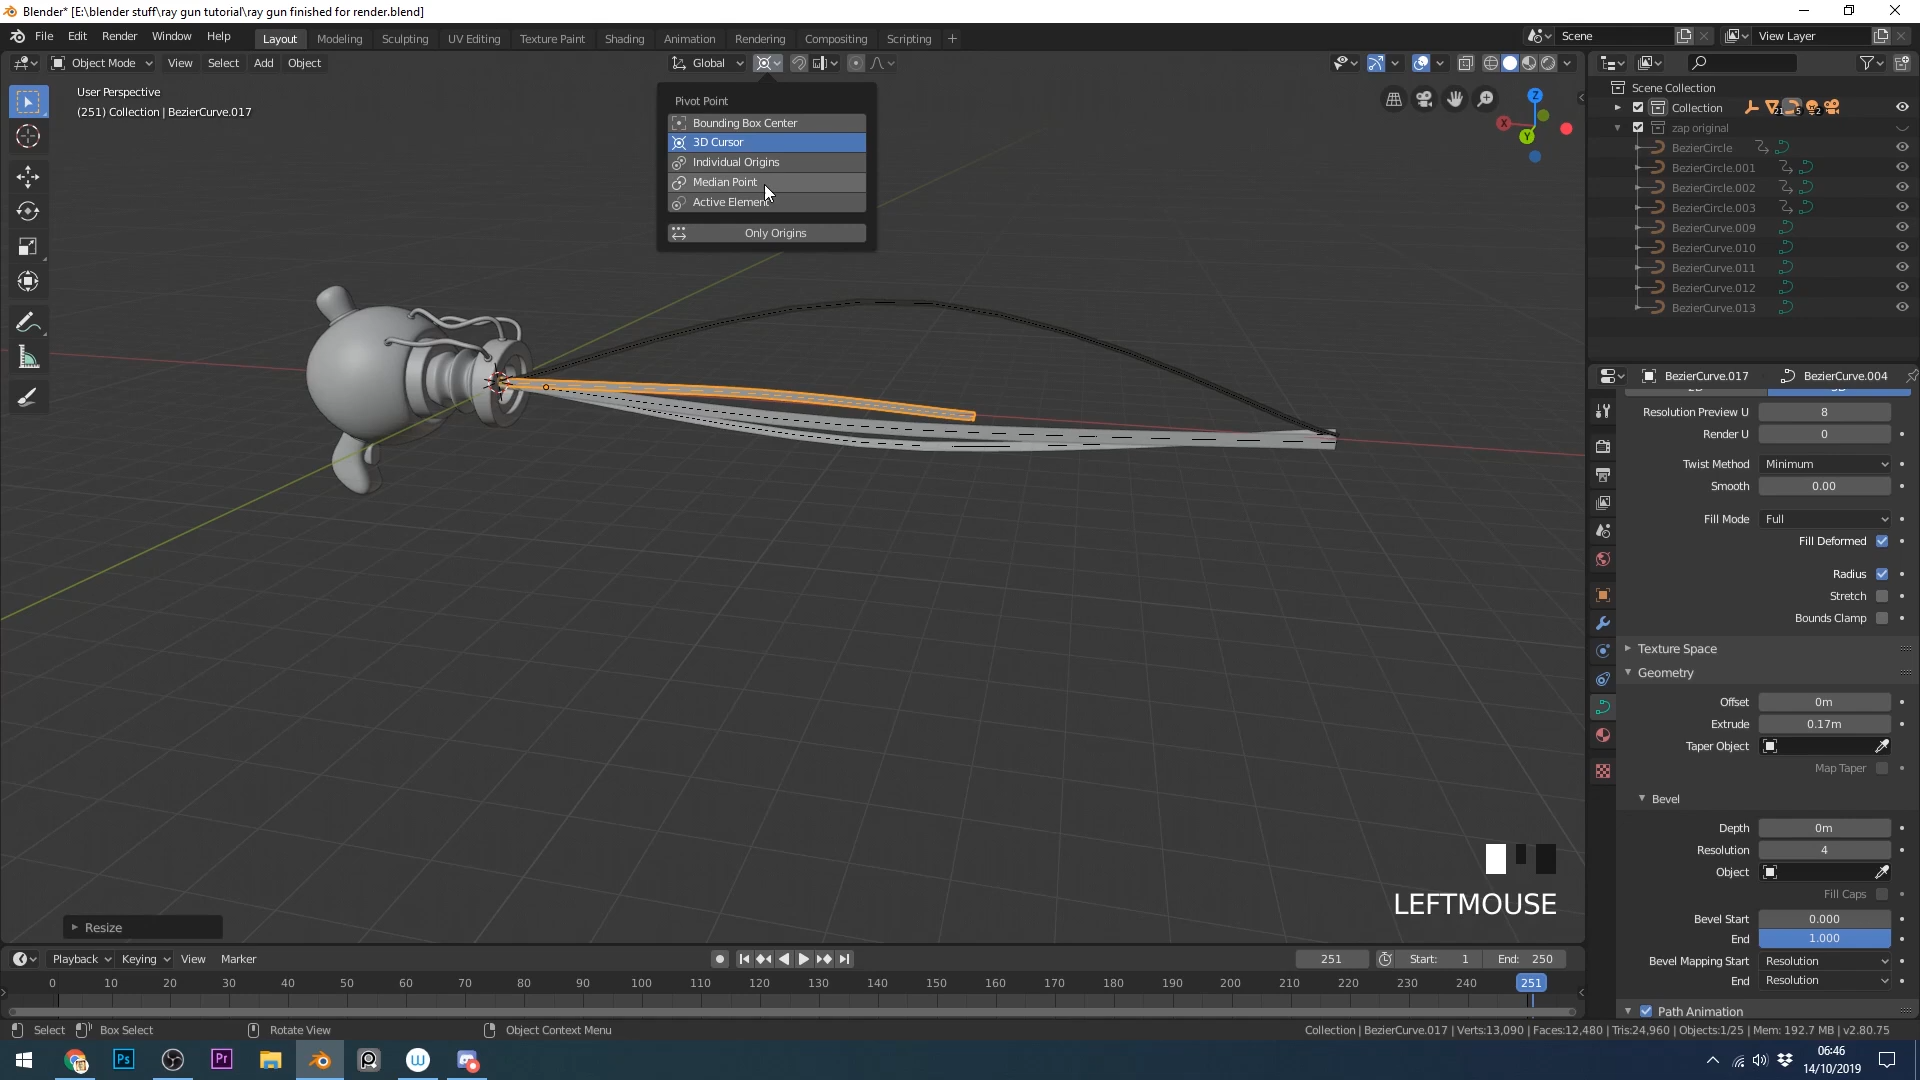 Blender* [E:\blender stuff\ray gun tutorial\ray gun finished for render.blend]
File Edit Render Window Help
Layout Modeling Sculpting UV Editing Texture Paint Shading Animation Rendering Compositing Scripting
Scene
View Layer
Object Mode View Select Add Object
Global
User Perspective
(251) Collection | BezierCurve.017
Pivot Point
Bounding Box Center
3D Cursor
Individual Origins
Median Point
Active Element
Only Origins
Z
X
Y
Scene Collection
Collection
zap original
BezierCircle
BezierCircle.001
BezierCircle.002
BezierCircle.003
BezierCurve.009
BezierCurve.010
BezierCurve.011
BezierCurve.012
BezierCurve.013
BezierCurve.017 BezierCurve.004
Resolution Preview U 8
Render U 0
Twist Method Minimum
Smooth 0.00
Fill Mode Full
Fill Deformed
Radius
Stretch
Bounds Clamp
Texture Space
Geometry
Offset 0m
Extrude 0.17m
Taper Object
Map Taper
Bevel
Depth 0m
Resolution 4
Object
Fill Caps
Bevel Start 0.000
End 1.000
Bevel Mapping Start Resolution
End Resolution
Path Animation
LEFTMOUSE
Resize
Playback Keying View Marker
251 Start: 1 End: 250
0 10 20 30 40 50 60 70 80 90 100 110 120 130 140 150 160 170 180 190 200 210 220 230 240 251
Select Box Select Rotate View Object Context Menu
Collection | BezierCurve.017 | Verts:13,090 | Faces:12,480 | Tris:24,960 | Objects:1/25 | Mem: 192.7 MB | v2.80.75
Ps
Pr
06:46
14/10/2019